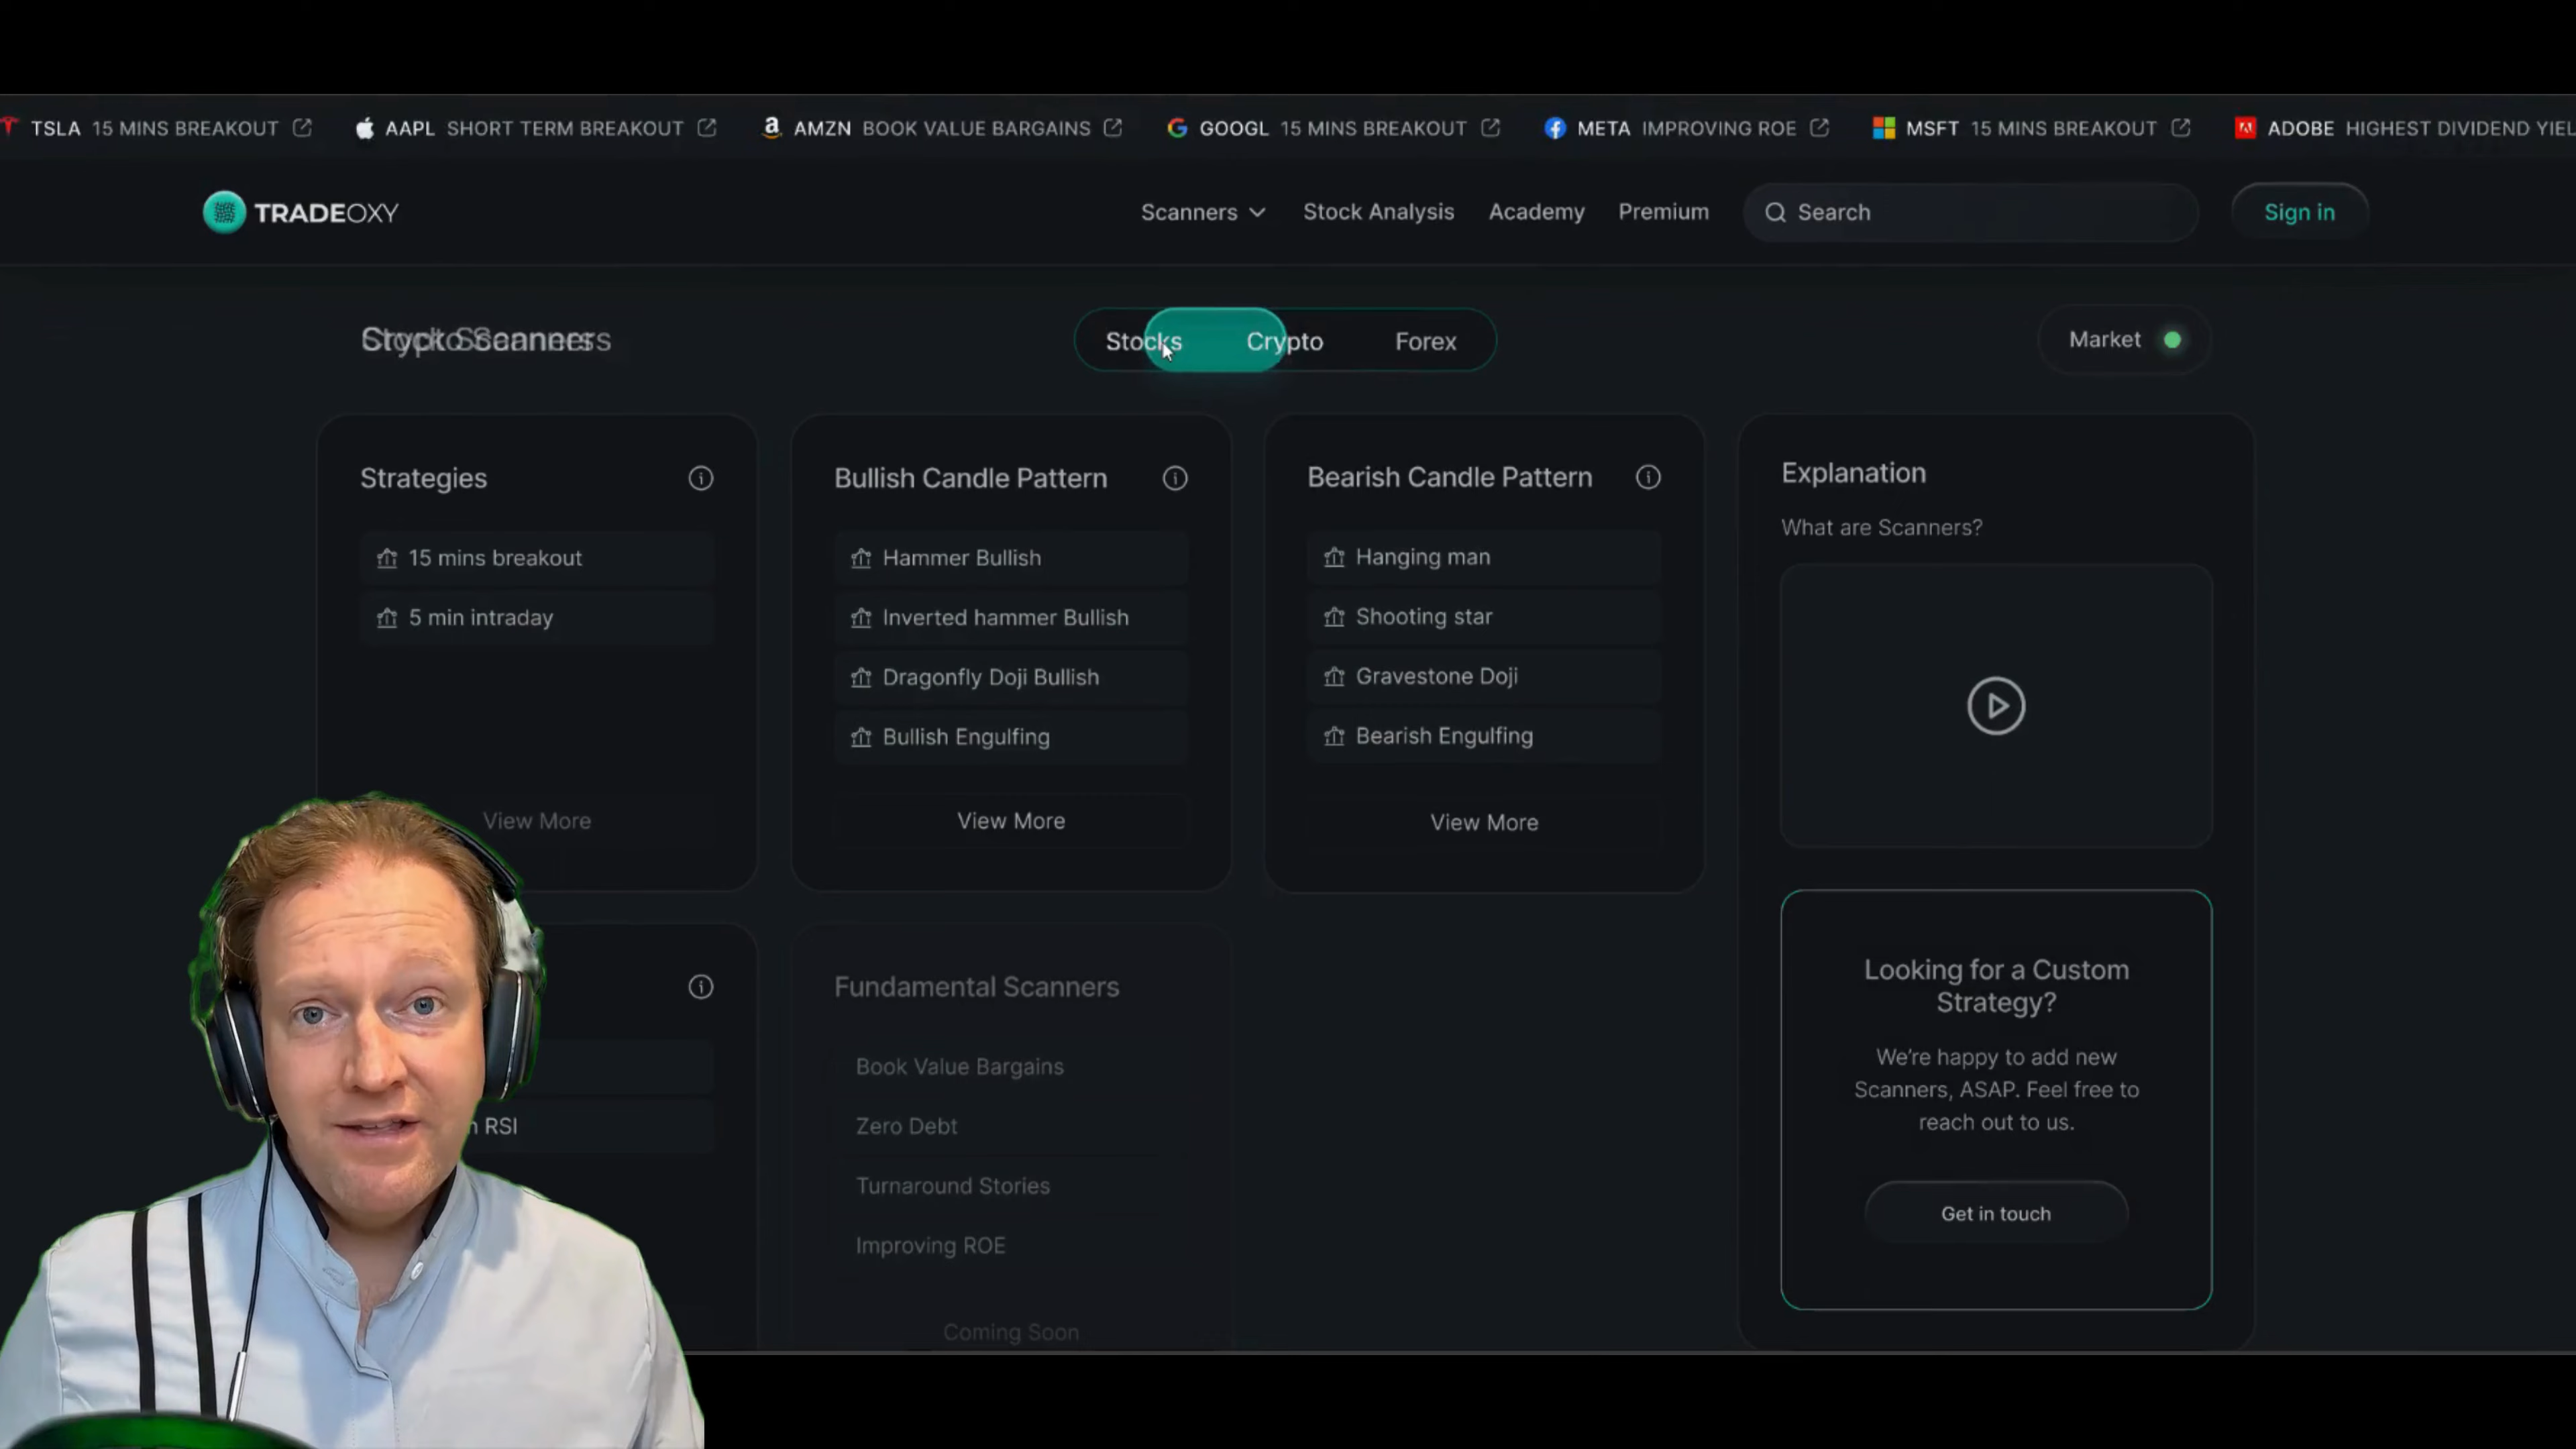 TSLA 15 MINS BREAKOUT AAPL SHORT TERM BREAKOUT AMZN BOOK VALUE BARGAINS GOOGL 15 MINS BREAKOUT META IMPROVING ROE MSFT 15 MINS BREAKOUT ADOBE HIGHEST DIVIDEND YIEL
TRADEOXY
Scanners Stock Analysis Academy Premium Search Sign in
Stocks Crypto Forex
Market
Strategies
15 mins breakout
5 min intraday
View More
Bullish Candle Pattern
Hammer Bullish
Inverted hammer Bullish
Dragonfly Doji Bullish
Bullish Engulfing
View More
Bearish Candle Pattern
Hanging man
Shooting star
Gravestone Doji
Bearish Engulfing
View More
Explanation
What are Scanners?
RSI
Fundamental Scanners
Book Value Bargains
Zero Debt
Turnaround Stories
Improving ROE
Coming Soon
Looking for a Custom
Strategy?
We're happy to add new
Scanners, ASAP. Feel free to
reach out to us.
Get in touch